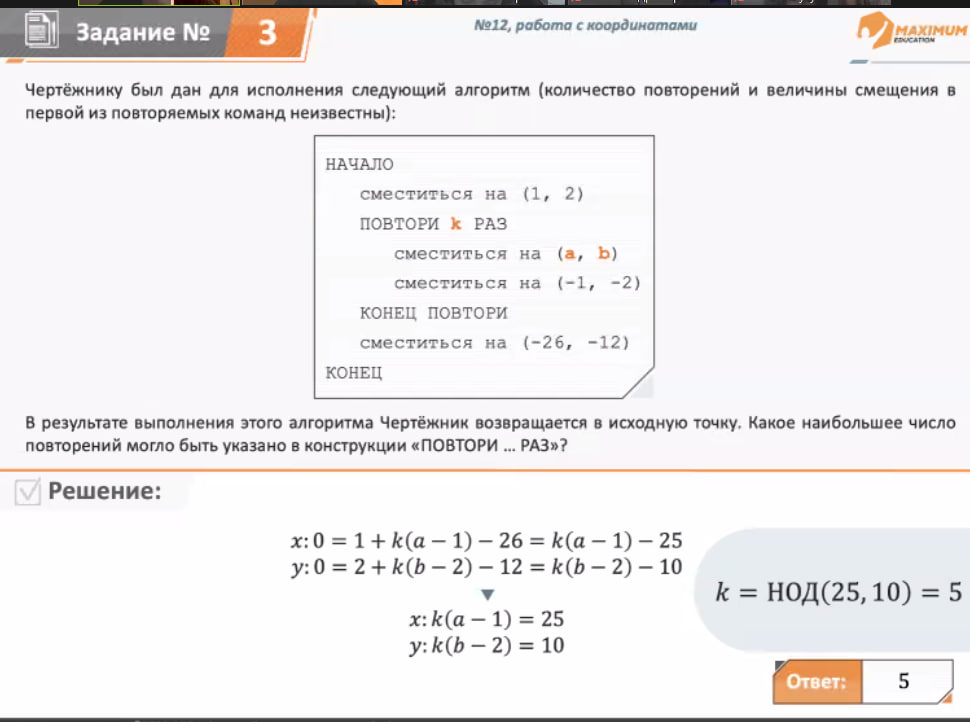 Задание № 3
№12, работа с координатами
MAXIMUM
EDUCATION
Чертёжнику был дан для исполнения следующий алгоритм (количество повторений и величины смещения в
первой из повторяемых команд неизвестны):
НАЧАЛО
сместиться на (1, 2)
ПОВТОРИ k РАЗ
сместиться на (a, b)
сместиться на (-1, -2)
КОНЕЦ ПОВТОРИ
сместиться на (-26, -12)
КОНЕЦ
В результате выполнения этого алгоритма Чертёжник возвращается в исходную точку. Какое наибольшее число
повторений могло быть указано в конструкции «ПОВТОРИ ... РАЗ»?
Решение:
x: 0 = 1 + k(a − 1) − 26 = k(a − 1) − 25
y: 0 = 2 + k(b − 2) − 12 = k(b − 2) − 10
x: k(a − 1) = 25
y: k(b − 2) = 10
k = НОД(25, 10) = 5
Ответ: 5